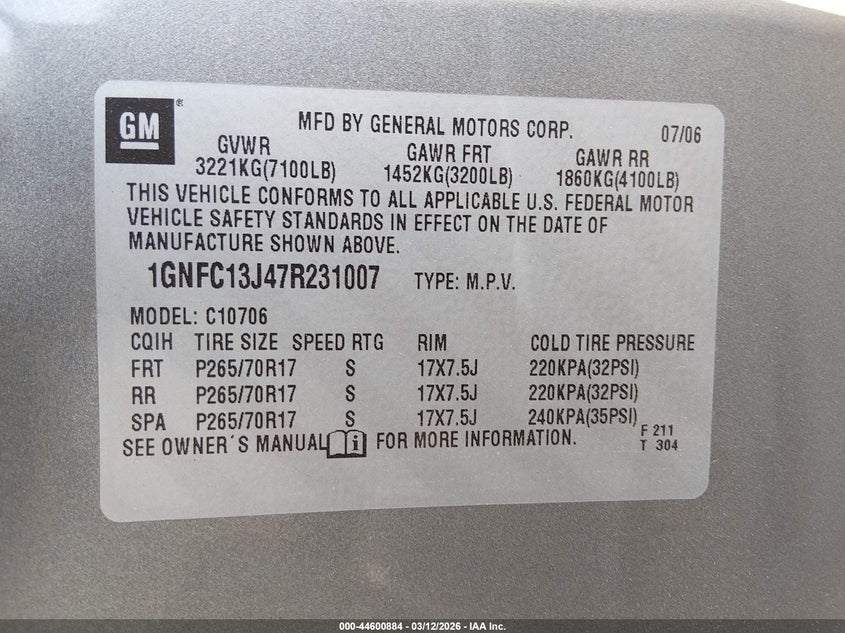 GM®
MFD BY GENERAL MOTORS CORP. 07/06
GVWR GAWR FRT GAWR RR
3221KG(7100LB) 1452KG(3200LB) 1860KG(4100LB)
THIS VEHICLE CONFORMS TO ALL APPLICABLE U.S. FEDERAL MOTOR
VEHICLE SAFETY STANDARDS IN EFFECT ON THE DATE OF
MANUFACTURE SHOWN ABOVE.
1GNFC13J47R231007 TYPE: M.P.V.
MODEL: C10706
CQIH TIRE SIZE SPEED RTG RIM COLD TIRE PRESSURE
FRT P265/70R17 S 17X7.5J 220KPA(32PSI)
RR P265/70R17 S 17X7.5J 220KPA(32PSI)
SPA P265/70R17 S 17X7.5J 240KPA(35PSI)
SEE OWNER´S MANUAL i FOR MORE INFORMATION.
F 211
T 304
000-44600884 - 03/12/2026 - IAA Inc.